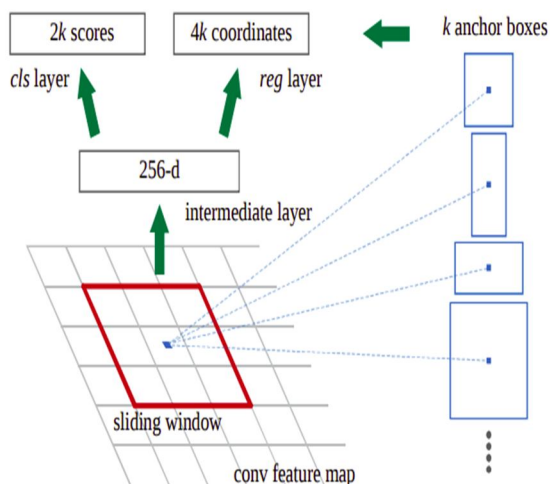 2k scores
4k coordinates
k anchor boxes
cls layer
reg layer
256-d
intermediate layer
sliding window
conv feature map